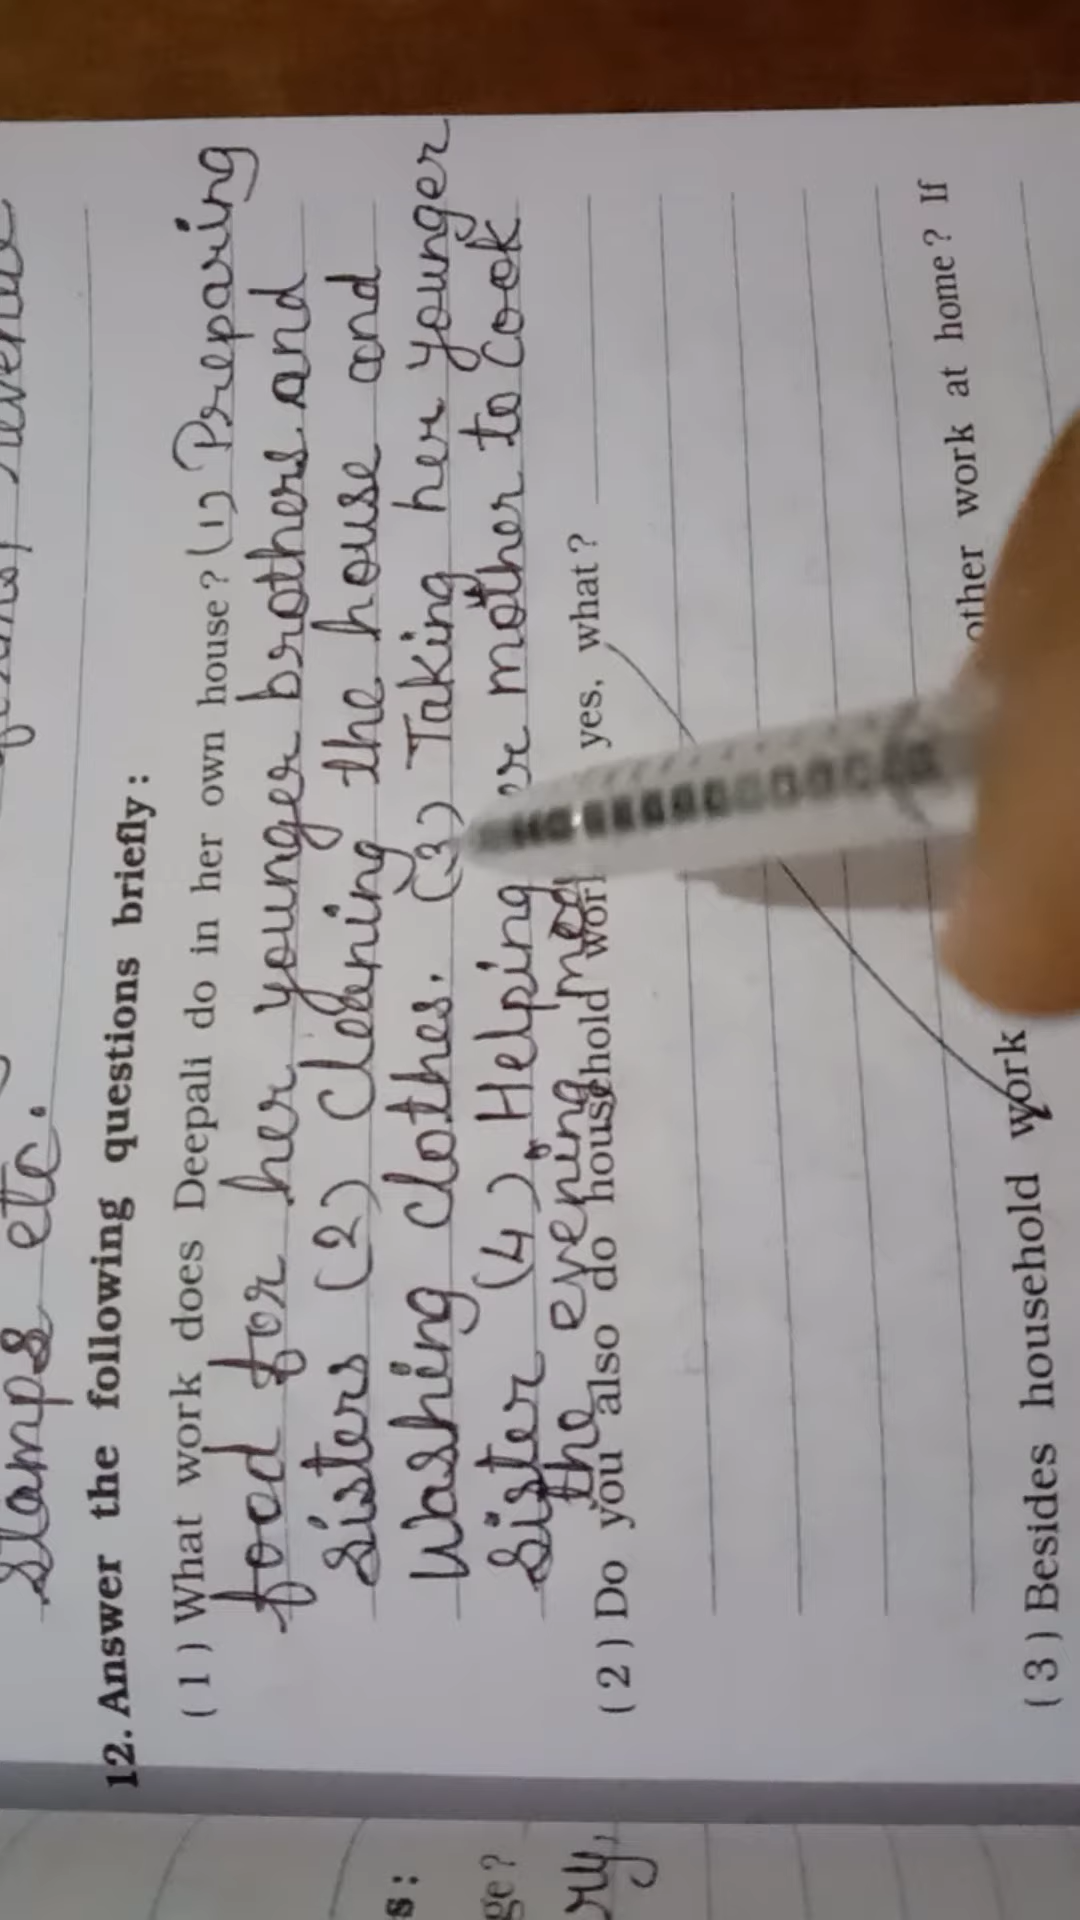 stamps etc.
12. Answer the following questions briefly :
( 1 ) What work does Deepali do in her own house? (1) Preparing
food for her younger brothers and
sisters (2) Cleaning the house and
washing clothes. (3) Taking her younger
sister (4) Helping er mother to cook
the evening
( 2 ) Do you also do household work yes, what?
other work at home? If
( 3 ) Besides household work
s :
ge?
ry,